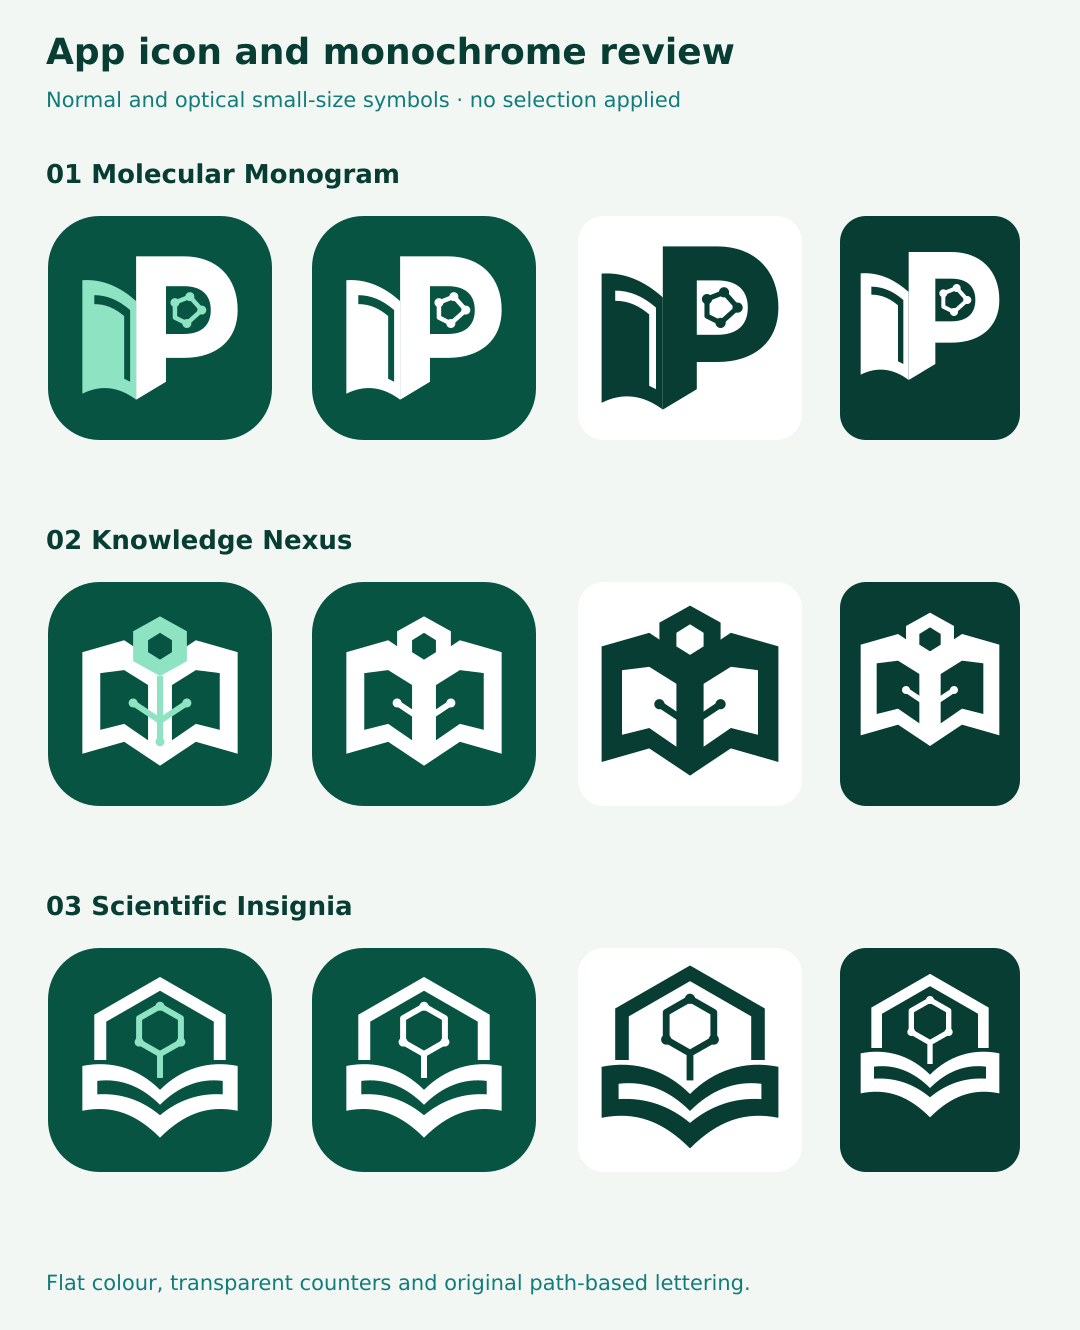 App icon and monochrome review
Normal and optical small-size symbols · no selection applied
01 Molecular Monogram
P
P
P
P
02 Knowledge Nexus
03 Scientific Insignia
Flat colour, transparent counters and original path-based lettering.